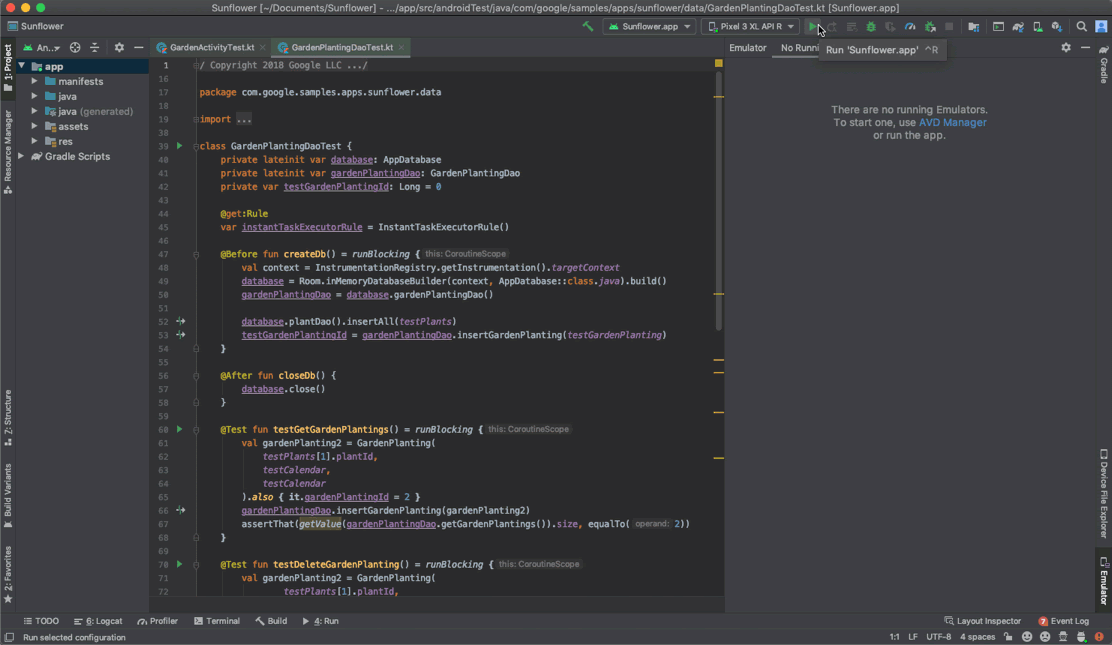 Sunflower [~/Documents/Sunflower] - .../app/src/androidTest/java/com/google/samples/apps/sunflower/data/GardenPlantingDaoTest.kt [Sunflower.app]
Sunflower
Sunflower.app
Pixel 3 XL API R
An..
GardenActivityTest.kt
GardenPlantingDaoTest.kt
Emulator
No Runni
Run 'Sunflower.app' ^R
1: Project
Resource Manager
Z: Structure
Build Variants
2: Favorites
app
manifests
java
java (generated)
assets
res
Gradle Scripts
1 / Copyright 2018 Google LLC .../
16
17 package com.google.samples.apps.sunflower.data
18
19 import ...
38
39 class GardenPlantingDaoTest {
40 private lateinit var database: AppDatabase
41 private lateinit var gardenPlantingDao: GardenPlantingDao
42 private var testGardenPlantingId: Long = 0
43
44 @get:Rule
45 var instantTaskExecutorRule = InstantTaskExecutorRule()
46
47 @Before fun createDb() = runBlocking { this: CoroutineScope
48 val context = InstrumentationRegistry.getInstrumentation().targetContext
49 database = Room.inMemoryDatabaseBuilder(context, AppDatabase::class.java).build()
50 gardenPlantingDao = database.gardenPlantingDao()
51
52 database.plantDao().insertAll(testPlants)
53 testGardenPlantingId = gardenPlantingDao.insertGardenPlanting(testGardenPlanting)
54 }
55
56 @After fun closeDb() {
57 database.close()
58 }
59
60 @Test fun testGetGardenPlantings() = runBlocking { this: CoroutineScope
61 val gardenPlanting2 = GardenPlanting(
62 testPlants[1].plantId,
63 testCalendar,
64 testCalendar
65 ).also { it.gardenPlantingId = 2 }
66 gardenPlantingDao.insertGardenPlanting(gardenPlanting2)
67 assertThat(getValue(gardenPlantingDao.getGardenPlantings()).size, equalTo( operand: 2))
68 }
69
70 @Test fun testDeleteGardenPlanting() = runBlocking { this: CoroutineScope
71 val gardenPlanting2 = GardenPlanting(
72 testPlants[1].plantId,
There are no running Emulators.
To start one, use AVD Manager
or run the app.
Gradle
Device File Explorer
Emulator
TODO
6: Logcat
Profiler
Terminal
Build
4: Run
Layout Inspector
7 Event Log
Run selected configuration
1:1 LF UTF-8 4 spaces